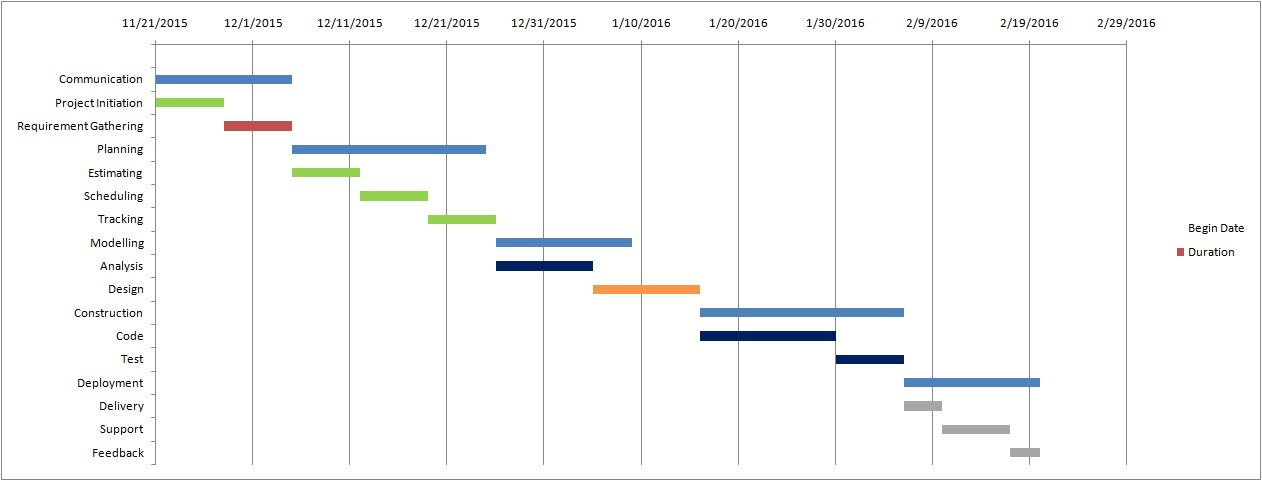 11/21/2015 12/1/2015 12/11/2015 12/21/2015 12/31/2015 1/10/2016 1/20/2016 1/30/2016 2/9/2016 2/19/2016 2/29/2016
Communication
Project Initiation
Requirement Gathering
Planning
Estimating
Scheduling
Tracking
Modelling
Analysis
Design
Construction
Code
Test
Deployment
Delivery
Support
Feedback
Begin Date
Duration